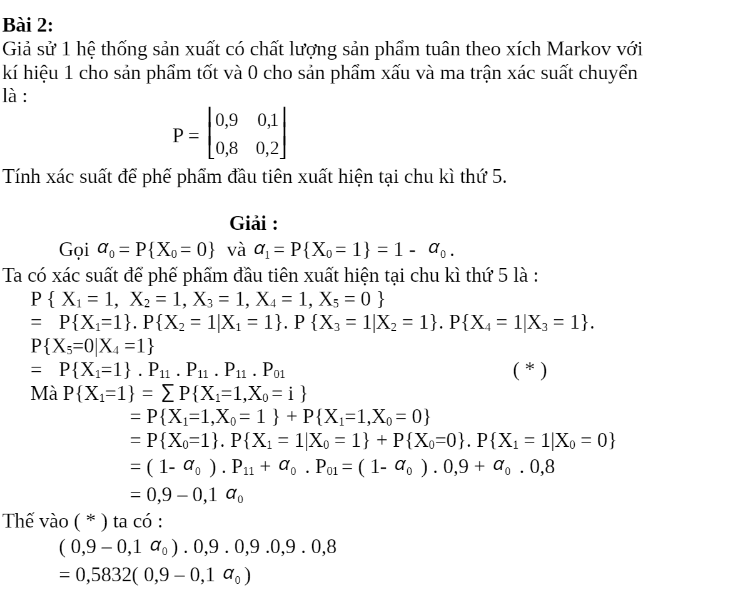 Bài 2:
Giả sử 1 hệ thống sản xuất có chất lượng sản phẩm tuân theo xích Markov với
kí hiệu 1 cho sản phẩm tốt và 0 cho sản phẩm xấu và ma trận xác suất chuyển
là :
P = [0,9 0,1
0,8 0,2]
Tính xác suất để phế phẩm đầu tiên xuất hiện tại chu kì thứ 5.
Giải :
Gọi α₀ = P{X₀ = 0} và α₁ = P{X₀ = 1} = 1 - α₀ .
Ta có xác suất để phế phẩm đầu tiên xuất hiện tại chu kì thứ 5 là :
P { X₁ = 1, X₂ = 1, X₃ = 1, X₄ = 1, X₅ = 0 }
= P{X₁=1}. P{X₂ = 1|X₁ = 1}. P {X₃ = 1|X₂ = 1}. P{X₄ = 1|X₃ = 1}.
P{X₅=0|X₄ =1}
= P{X₁=1} . P₁₁ . P₁₁ . P₁₁ . P₀₁ ( * )
Mà P{X₁=1} = ∑ P{X₁=1,X₀ = i }
= P{X₁=1,X₀ = 1 } + P{X₁=1,X₀ = 0}
= P{X₀=1}. P{X₁ = 1|X₀ = 1} + P{X₀=0}. P{X₁ = 1|X₀ = 0}
= ( 1- α₀ ) . P₁₁ + α₀ . P₀₁ = ( 1- α₀ ) . 0,9 + α₀ . 0,8
= 0,9 – 0,1 α₀
Thế vào ( * ) ta có :
( 0,9 – 0,1 α₀ ) . 0,9 . 0,9 .0,9 . 0,8
= 0,5832( 0,9 – 0,1 α₀ )